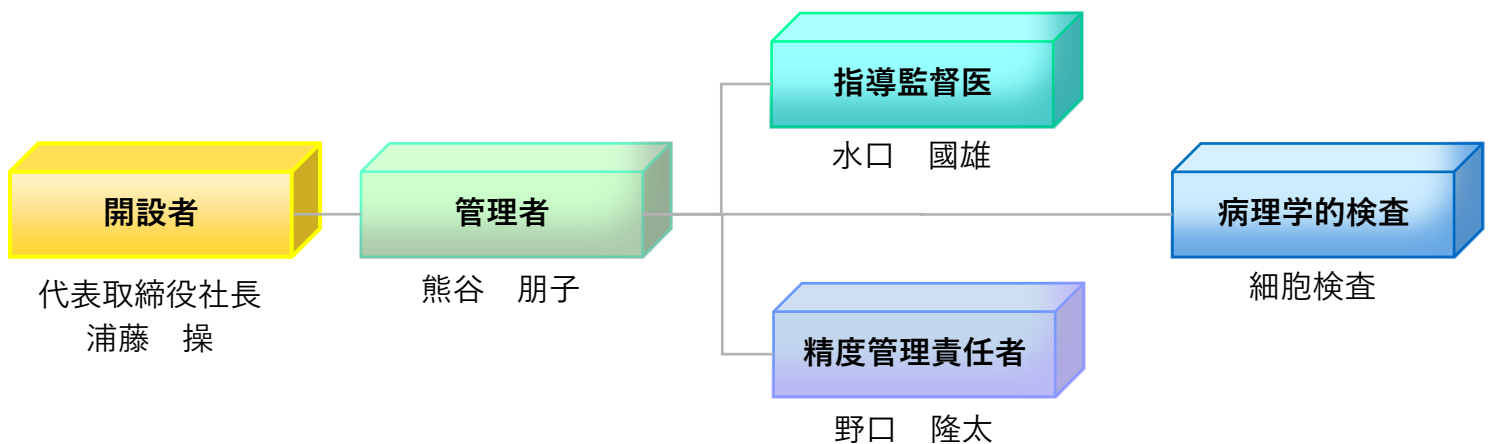 指導監督医
水口　國雄
開設者
代表取締役社長
浦藤　操
管理者
熊谷　朋子
病理学的検査
細胞検査
精度管理責任者
野口　隆太